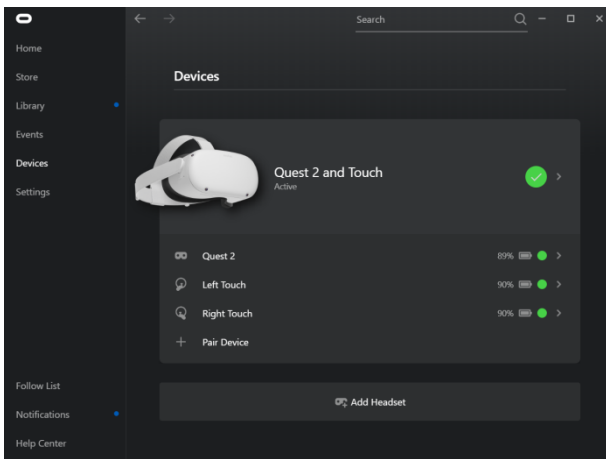 Search
Home
Store
Library
Events
Devices
Settings
Follow List
Notifications
Help Center
Devices
Quest 2 and Touch
Active
Quest 2
89%
Left Touch
90%
Right Touch
90%
Pair Device
Add Headset